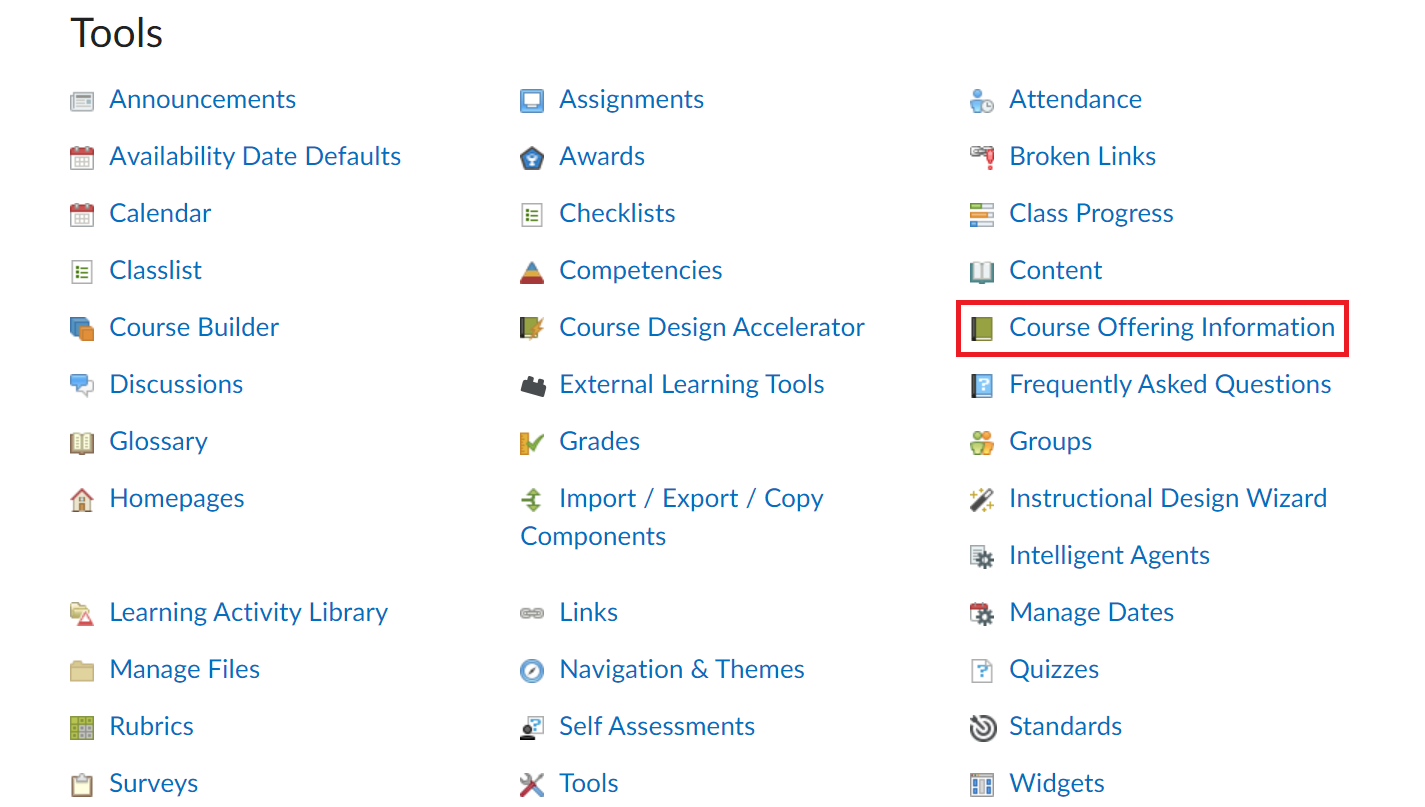 Tools
Announcements
Assignments
Attendance
Availability Date Defaults
Awards
Broken Links
Calendar
Checklists
Class Progress
Classlist
Competencies
Content
Course Builder
Course Design Accelerator
Course Offering Information
Discussions
External Learning Tools
Frequently Asked Questions
Glossary
Grades
Groups
Homepages
Import / Export / Copy
Components
Instructional Design Wizard
Intelligent Agents
Learning Activity Library
Links
Manage Dates
Manage Files
Navigation & Themes
Quizzes
Rubrics
Self Assessments
Standards
Surveys
Tools
Widgets